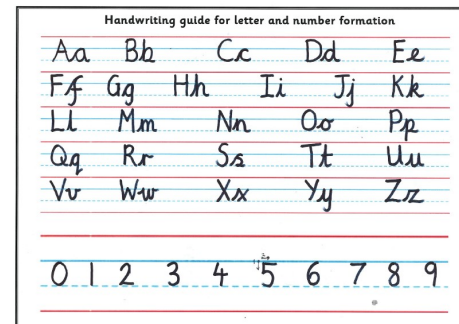 Handwriting guide for letter and number formation
Aa Bb Cc Dd Ee
Ff Gg Hh Ii Jj Kk
Ll Mm Nn Oo Pp
Qq Rr Ss Tt Uu
Vv Ww Xx Yy Zz
0 1 2 3 4 5 6 7 8 9